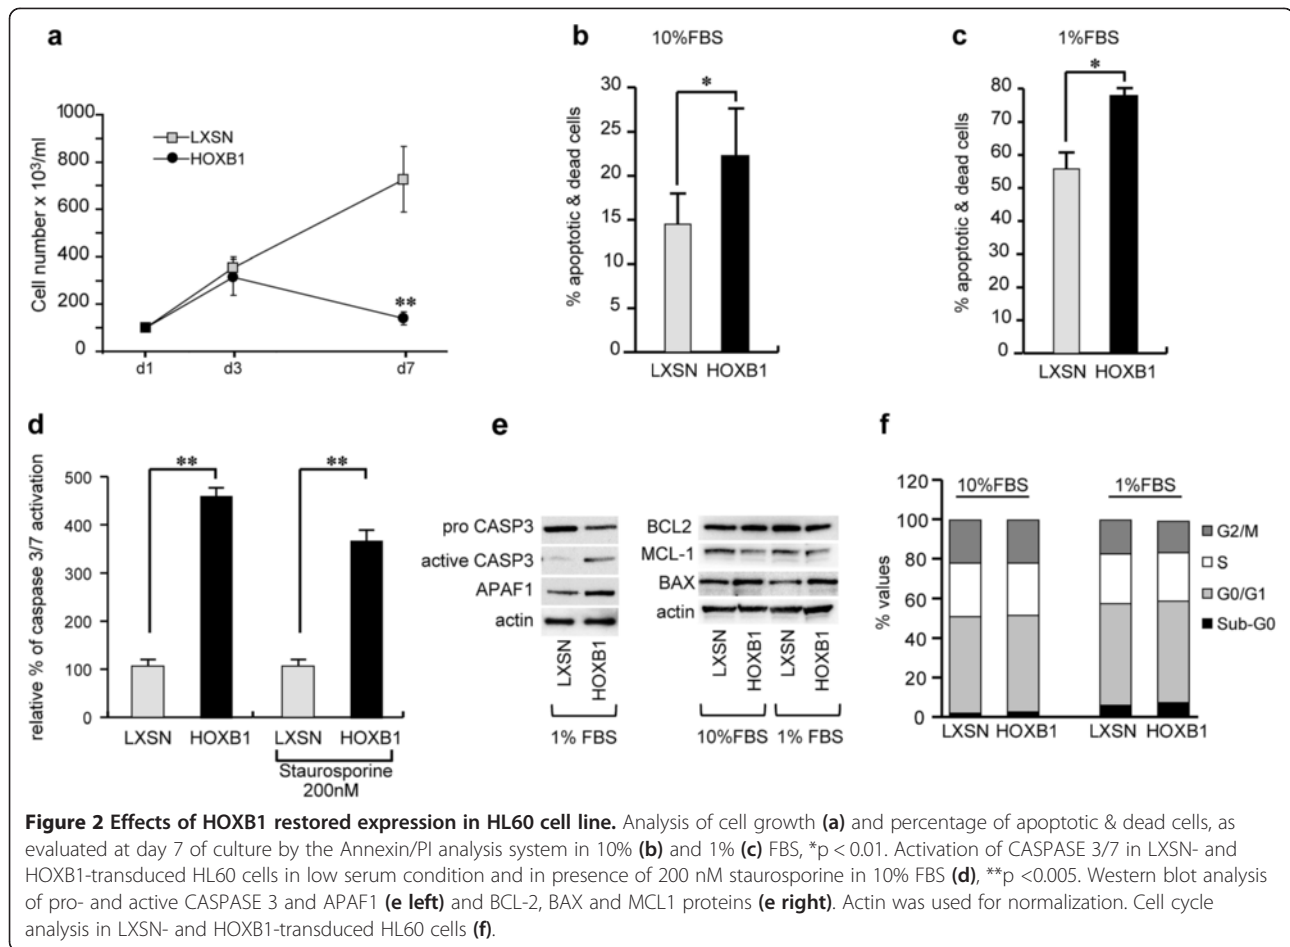 a
1000
800
600
400
200
0
Cell number x 10³/ml
LXSN
HOXB1
**
d1 d3 d7
b
10%FBS
*
30
25
20
15
10
5
0
% apoptotic & dead cells
LXSN HOXB1
c
1%FBS
*
80
70
60
50
40
30
20
10
0
% apoptotic & dead cells
LXSN HOXB1
d
** **
500
400
300
200
100
0
relative % of caspase 3/7 activation
LXSN HOXB1 LXSN HOXB1
Staurosporine
200nM
e
pro CASP3
active CASP3
APAF1
actin
LXSN HOXB1
1% FBS
BCL2
MCL-1
BAX
actin
LXSN HOXB1 LXSN HOXB1
10%FBS 1% FBS
f
10%FBS 1%FBS
120
100
80
60
40
20
0
% values
G2/M
S
G0/G1
Sub-G0
LXSN HOXB1 LXSN HOXB1
Figure 2 Effects of HOXB1 restored expression in HL60 cell line. Analysis of cell growth (a) and percentage of apoptotic & dead cells, as
evaluated at day 7 of culture by the Annexin/PI analysis system in 10% (b) and 1% (c) FBS, *p < 0.01. Activation of CASPASE 3/7 in LXSN- and
HOXB1-transduced HL60 cells in low serum condition and in presence of 200 nM staurosporine in 10% FBS (d), **p <0.005. Western blot analysis
of pro- and active CASPASE 3 and APAF1 (e left) and BCL-2, BAX and MCL1 proteins (e right). Actin was used for normalization. Cell cycle
analysis in LXSN- and HOXB1-transduced HL60 cells (f).